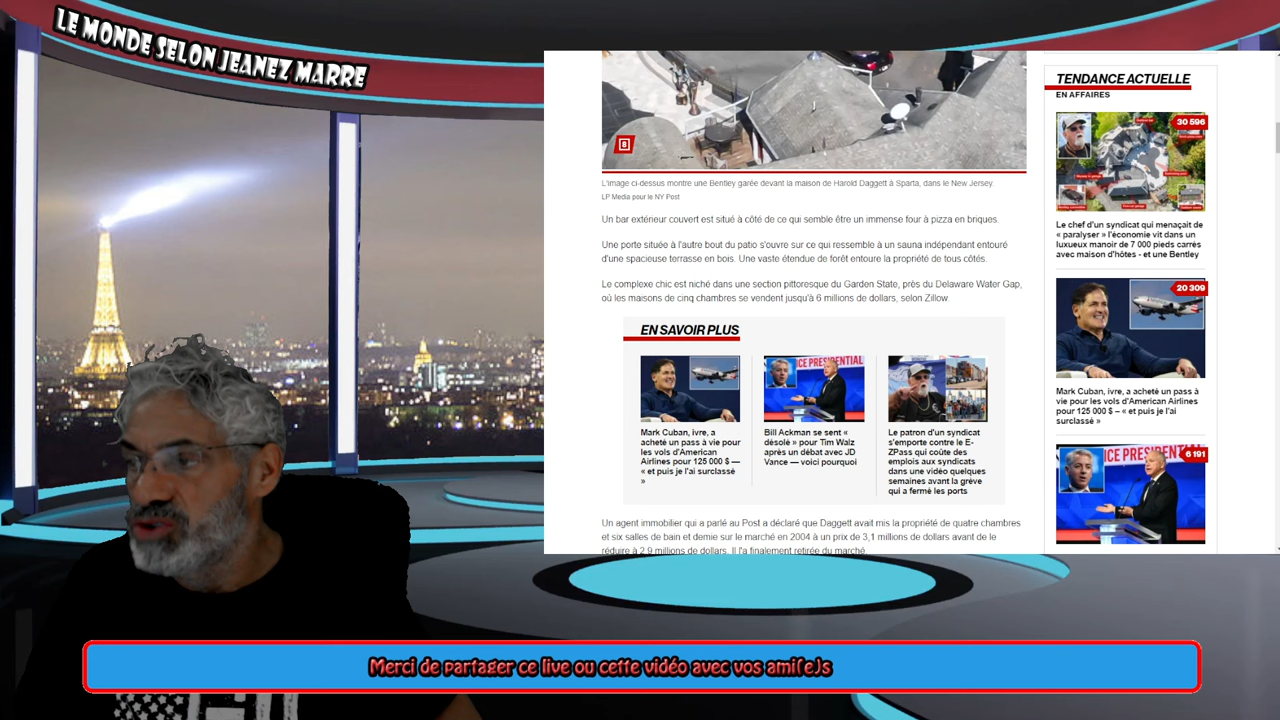 LE MONDE SELON JEANEZ MARRE
L'image ci-dessus montre une Bentley garée devant la maison de Harold Daggett à Sparta, dans le New Jersey.
LP Media pour le NY Post
Un bar extérieur couvert est situé à côté de ce qui semble être un immense four à pizza en briques.
Une porte située à l'autre bout du patio s'ouvre sur ce qui ressemble à un sauna indépendant entouré
d'une spacieuse terrasse en bois. Une vaste étendue de forêt entoure la propriété de tous côtés.
Le complexe chic est niché dans une section pittoresque du Garden State, près du Delaware Water Gap,
où les maisons de cinq chambres se vendent jusqu'à 6 millions de dollars, selon Zillow.
EN SAVOIR PLUS
VICE PRESIDENTIAL
Mark Cuban, ivre, a
acheté un pass à vie pour
les vols d'American
Airlines pour 125 000 $ —
« et puis je l'ai surclassé
»
Bill Ackman se sent «
désolé » pour Tim Walz
après un débat avec JD
Vance — voici pourquoi
Le patron d'un syndicat
s'emporte contre le E-
ZPass qui coûte des
emplois aux syndicats
dans une vidéo quelques
semaines avant la grève
qui a fermé les ports
Un agent immobilier qui a parlé au Post a déclaré que Daggett avait mis la propriété de quatre chambres
et six salles de bain et demie sur le marché en 2004 à un prix de 3,1 millions de dollars avant de le
réduire à 2,9 millions de dollars. Il l'a finalement retirée du marché.
TENDANCE ACTUELLE
EN AFFAIRES
30 596
Le chef d'un syndicat qui menaçait de
« paralyser » l'économie vit dans un
luxueux manoir de 7 000 pieds carrés
avec maison d'hôtes - et une Bentley
20 309
Mark Cuban, ivre, a acheté un pass à
vie pour les vols d'American Airlines
pour 125 000 $ – « et puis je l'ai
surclassé »
6 191
Merci de partager ce live ou cette vidéo avec vos ami(e)s